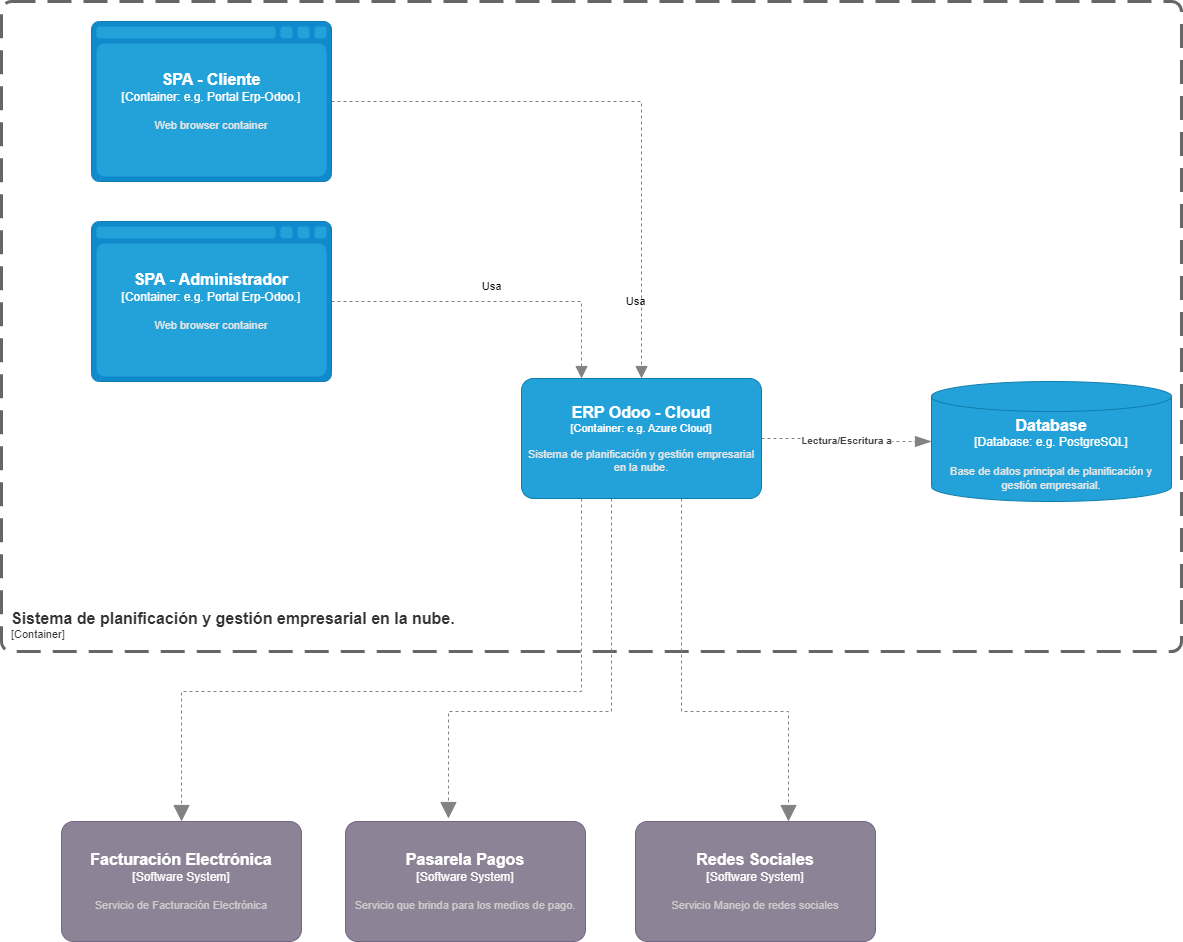 SPA - Cliente
[Container: e.g. Portal Erp-Odoo.]
Web browser container
SPA - Administrador
[Container: e.g. Portal Erp-Odoo.]
Web browser container
Usa
Usa
ERP Odoo - Cloud
[Container: e.g. Azure Cloud]
Sistema de planificación y gestión empresarial
en la nube.
Lectura/Escritura a
Database
[Database: e.g. PostgreSQL]
Base de datos principal de planificación y
gestión empresarial.
Sistema de planificación y gestión empresarial en la nube.
[Container]
Facturación Electrónica
[Software System]
Servicio de Facturación Electrónica
Pasarela Pagos
[Software System]
Servicio que brinda para los medios de pago.
Redes Sociales
[Software System]
Servicio Manejo de redes sociales